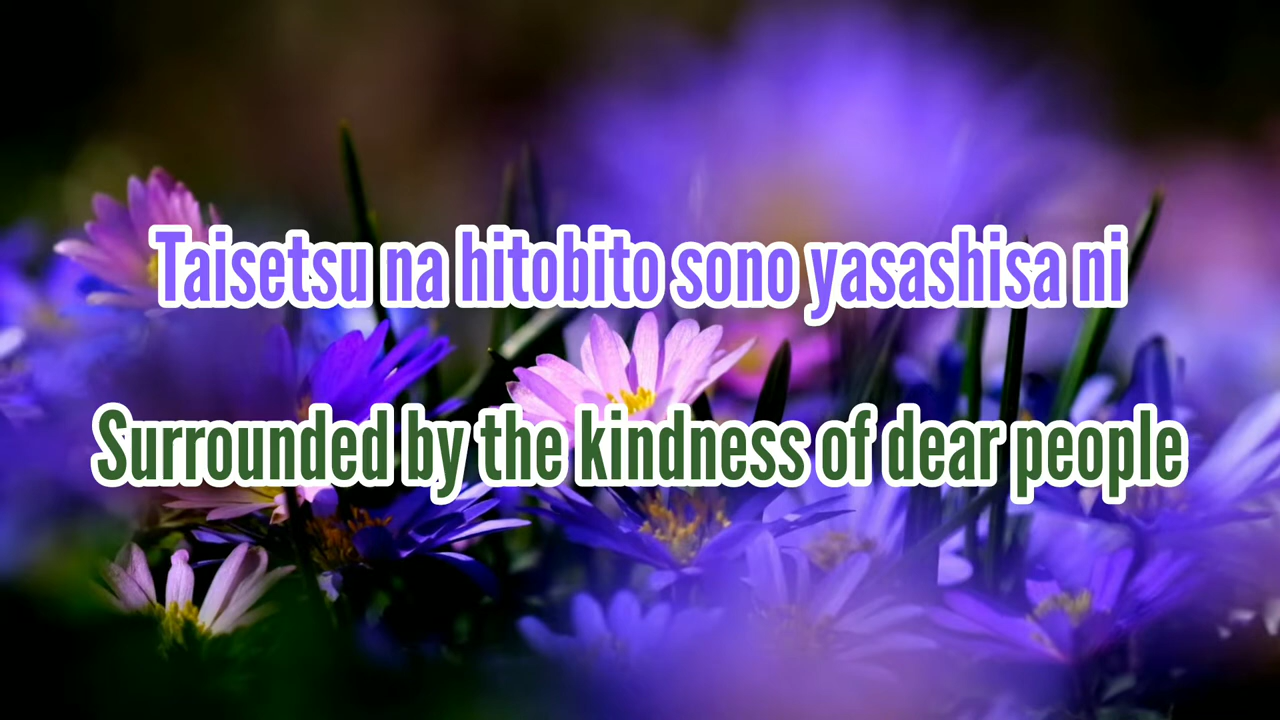 Taisetsu na hitobito sono yasashisa ni
Surrounded by the kindness of dear people